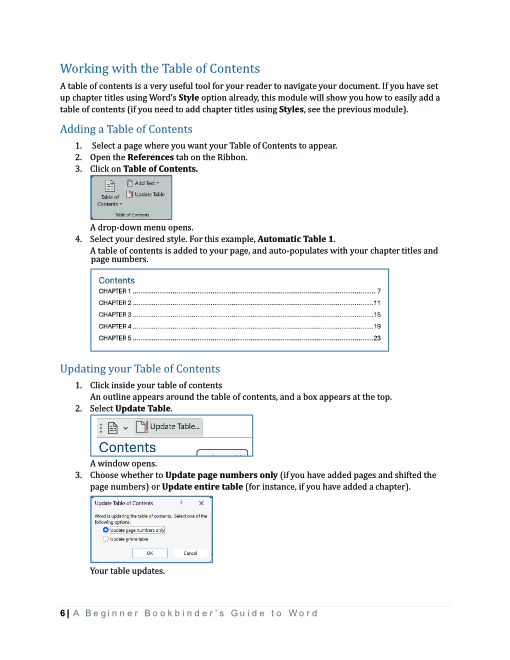 Working with the Table of Contents
A table of contents is a very useful tool for your reader to navigate your document. If you have set
up chapter titles using Word's Style option already, this module will show you how to easily add a
table of contents (if you need to add chapter titles using Styles, see the previous module).
Adding a Table of Contents
1. Select a page where you want your Table of Contents to appear.
2. Open the References tab on the Ribbon.
3. Click on Table of Contents.
Add Text
Update Table
Table of
Contents
Table of Contents
A drop-down menu opens.
4. Select your desired style. For this example, Automatic Table 1.
A table of contents is added to your page, and auto-populates with your chapter titles and
page numbers.
Contents
CHAPTER 1 ........ 7
CHAPTER 2 ........ 11
CHAPTER 3 ........ 15
CHAPTER 4 ........ 19
CHAPTER 5 ........ 23
Updating your Table of Contents
1. Click inside your table of contents
An outline appears around the table of contents, and a box appears at the top.
2. Select Update Table.
Update Table...
Contents
A window opens.
3. Choose whether to Update page numbers only (if you have added pages and shifted the
page numbers) or Update entire table (for instance, if you have added a chapter).
Update Table of Contents ? X
Word is updating the table of contents. Select one of the
following options:
Update page numbers only
Update entire table
OK Cancel
Your table updates.
6| A Beginner Bookbinder's Guide to Word